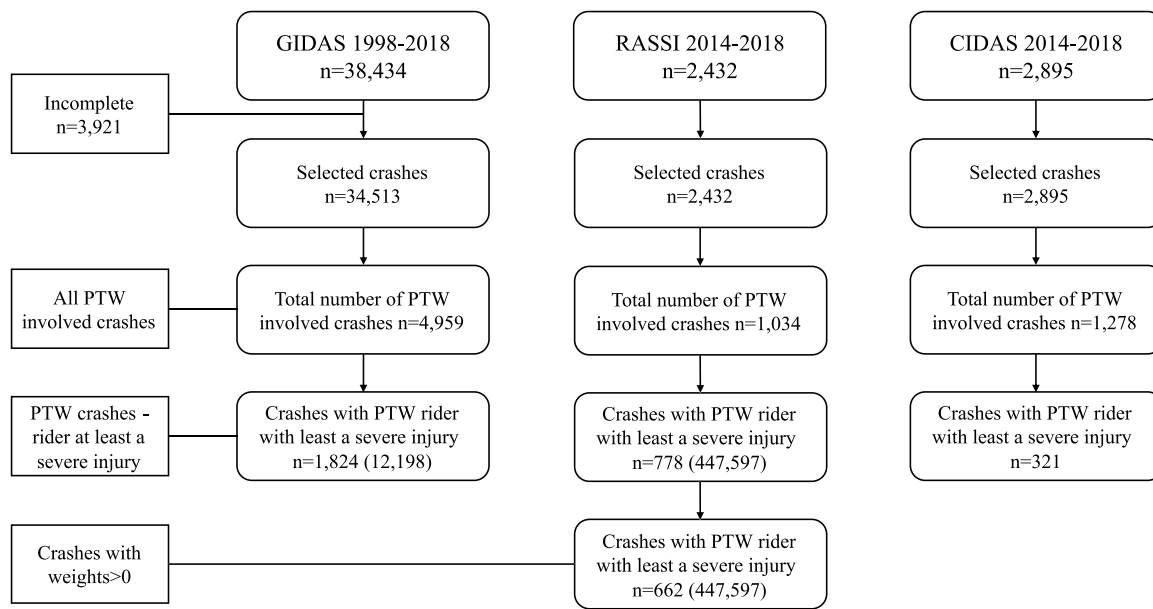 GIDAS 1998-2018
n=38,434
RASSI 2014-2018
n=2,432
CIDAS 2014-2018
n=2,895
Incomplete
n=3,921
Selected crashes
n=34,513
Selected crashes
n=2,432
Selected crashes
n=2,895
All PTW
involved crashes
Total number of PTW
involved crashes n=4,959
Total number of PTW
involved crashes n=1,034
Total number of PTW
involved crashes n=1,278
PTW crashes -
rider at least a
severe injury
Crashes with PTW rider
with least a severe injury
n=1,824 (12,198)
Crashes with PTW rider
with least a severe injury
n=778 (447,597)
Crashes with PTW rider
with least a severe injury
n=321
Crashes with
weights>0
Crashes with PTW rider
with least a severe injury
n=662 (447,597)